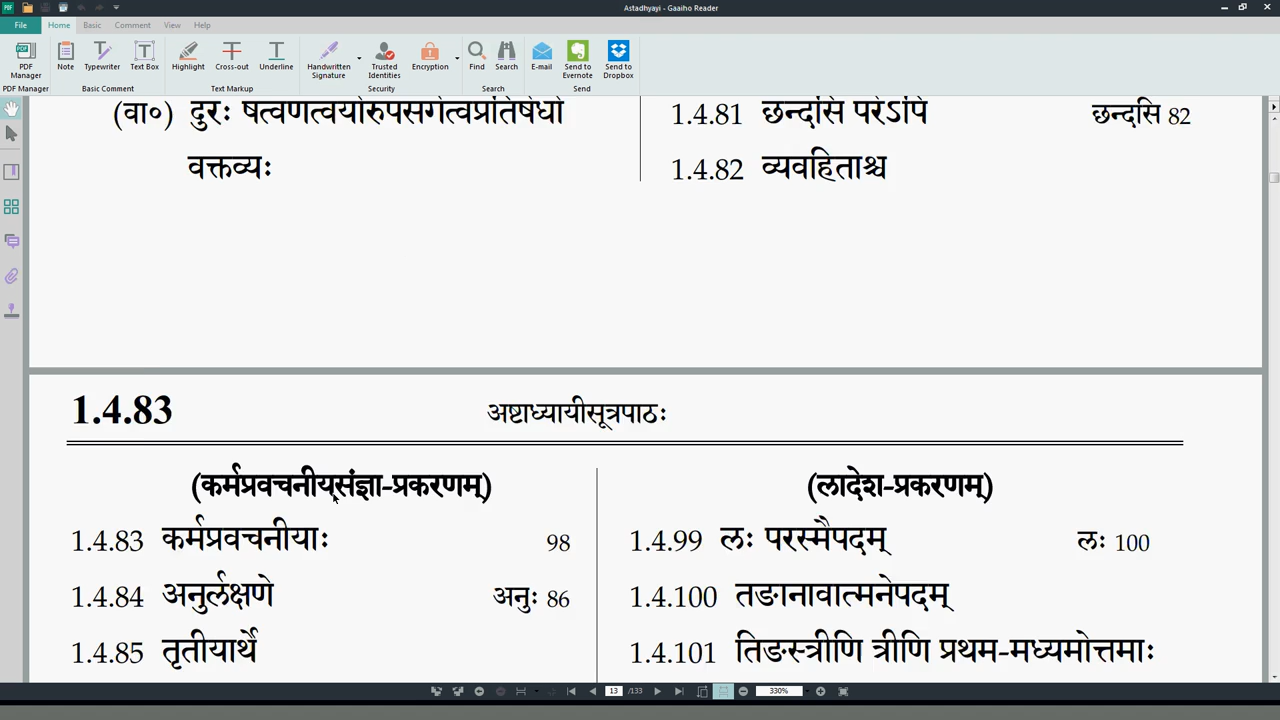 Astadhyayi - Gaaiho Reader
File Home Basic Comment View Help
PDF Manager Note Typewriter Text Box Highlight Cross-out Underline Handwritten Signature Trusted Identities Encryption Find Search E-mail Send to Evernote Send to Dropbox
PDF Manager Basic Comment Text Markup Security Search Send
(वा०) दुरः षत्वणत्वयोरुपसर्गत्वप्रतिषेधो
वक्तव्यः
1.4.81 छन्दसि परेऽपि छन्दसि 82
1.4.82 व्यवहिताश्च
1.4.83 अष्टाध्यायीसूत्रपाठः
(कर्मप्रवचनीयसंज्ञा-प्रकरणम्)
1.4.83 कर्मप्रवचनीयाः 98
1.4.84 अनुर्लक्षणे अनुः 86
1.4.85 तृतीयार्थे
(लादेश-प्रकरणम्)
1.4.99 लः परस्मैपदम् लः 100
1.4.100 तङानावात्मनेपदम्
1.4.101 तिङस्त्रीणि त्रीणि प्रथम-मध्यमोत्तमाः
13 /133 330%